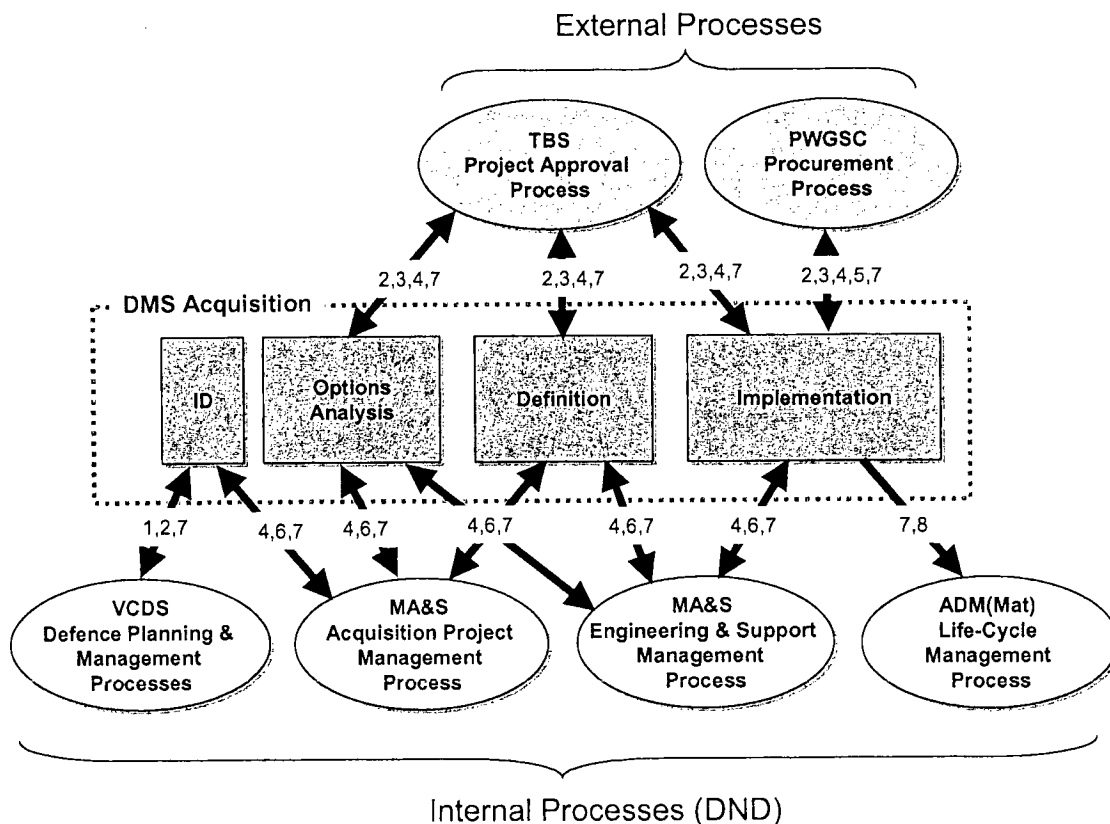 External Processes
TBS
Project Approval
Process
PWGSC
Procurement
Process
2,3,4,7
2,3,4,7
2,3,4,7
2,3,4,5,7
DMS Acquisition
ID
Options
Analysis
Definition
Implementation
1,2,7
4,6,7
4,6,7
4,6,7
4,6,7
4,6,7
7,8
VCDS
Defence Planning &
Management
Processes
MA&S
Acquisition Project
Management
Process
MA&S
Engineering & Support
Management
Process
ADM(Mat)
Life-Cycle
Management
Process
Internal Processes (DND)